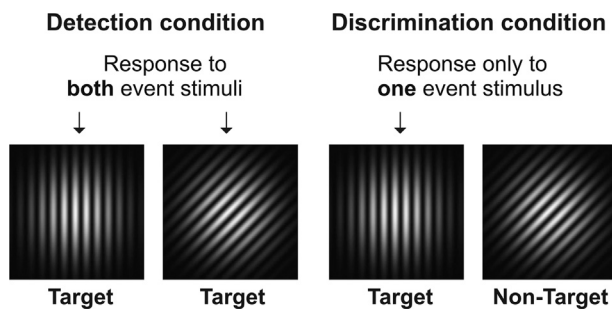 Detection condition
Response to
both event stimuli
Target
Target
Discrimination condition
Response only to
one event stimulus
Target
Non-Target